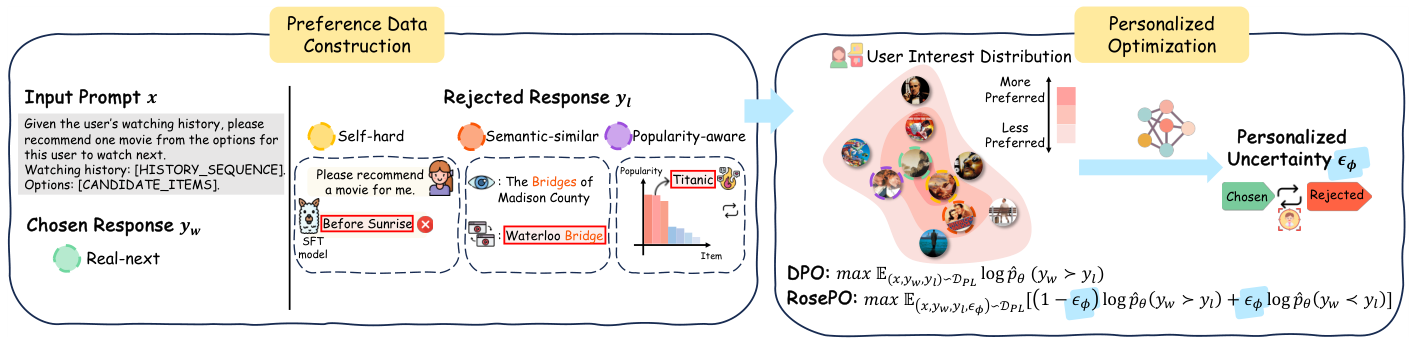 Preference Data
Construction
Input Prompt x
Given the user's watching history, please
recommend one movie from the options for
this user to watch next.
Watching history: [HISTORY_SEQUENCE].
Options: [CANDIDATE_ITEMS].
Chosen Response y_w
Real-next
Rejected Response y_l
Self-hard
Semantic-similar
Popularity-aware
Please recommend
a movie for me.
Before Sunrise
SFT
model
: The Bridges of
Madison County
: Waterloo Bridge
Popularity
Titanic
Item
Personalized
Optimization
User Interest Distribution
More
Preferred
Less
Preferred
Personalized
Uncertainty ϵ_ϕ
Chosen
Rejected
DPO: max 𝔼_{(x,y_w,y_l)∽𝒟_{PL}} log p̂_θ (y_w ≻ y_l)
RosePO: max 𝔼_{(x,y_w,y_l,ϵ_ϕ)∽𝒟_{PL}}[(1 − ϵ_ϕ) log p̂_θ(y_w ≻ y_l) + ϵ_ϕ log p̂_θ(y_w ≺ y_l)]